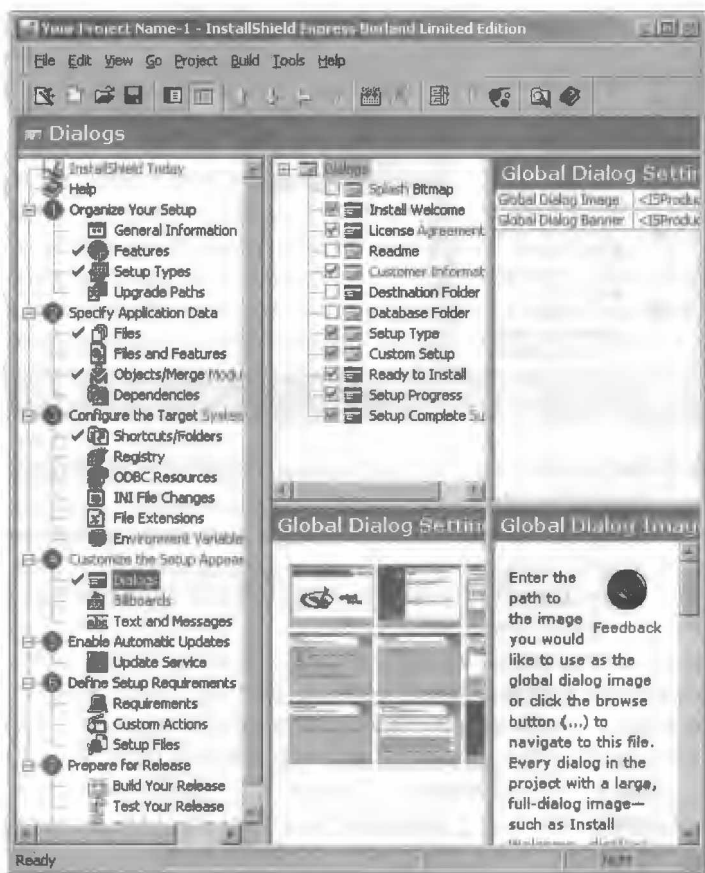 Your Project Name-1 - InstallShield Express Borland Limited Edition
File Edit View Go Project Build Tools Help
Dialogs
InstallShield Today
Help
Organize Your Setup
General Information
Features
Setup Types
Upgrade Paths
Specify Application Data
Files
Files and Features
Objects/Merge Modu
Dependencies
Configure the Target System
Shortcuts/Folders
Registry
ODBC Resources
INI File Changes
File Extensions
Environment Variable
Customize the Setup Appear
Dialogs
Billboards
Text and Messages
Enable Automatic Updates
Update Service
Define Setup Requirements
Requirements
Custom Actions
Setup Files
Prepare for Release
Build Your Release
Test Your Release
Dialogs
Splash Bitmap
Install Welcome
License Agreement
Readme
Customer Informat
Destination Folder
Database Folder
Setup Type
Custom Setup
Ready to Install
Setup Progress
Setup Complete Su
Global Dialog Settin
Global Dialog Image <ISProduc
Global Dialog Banner <ISProduc
Global Dialog Settin
Global Dialog Imag
Enter the
path to
the image
you would
Feedback
like to use as the
global dialog image
or click the browse
button (...) to
navigate to this file.
Every dialog in the
project with a large,
full-dialog image—
such as Install
Ready
NUM